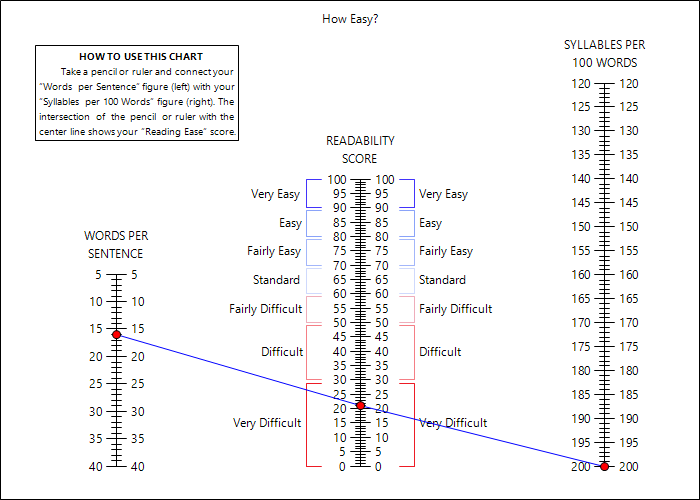 How Easy?
HOW TO USE THIS CHART
Take a pencil or ruler and connect your
"Words per Sentence" figure (left) with your
"Syllables per 100 Words" figure (right). The
intersection of the pencil or ruler with the
center line shows your "Reading Ease" score.
WORDS PER
SENTENCE
5 5
10 10
15 15
20 20
25 25
30 30
35 35
40 40
READABILITY
SCORE
100 100
95 95
90 90
85 85
80 80
75 75
70 70
65 65
60 60
55 55
50 50
45 45
40 40
35 35
30 30
25 25
20 20
15 15
10 10
5 5
0 0
Very Easy Very Easy
Easy Easy
Fairly Easy Fairly Easy
Standard Standard
Fairly Difficult Fairly Difficult
Difficult Difficult
Very Difficult Very Difficult
SYLLABLES PER
100 WORDS
120 120
125 125
130 130
135 135
140 140
145 145
150 150
155 155
160 160
165 165
170 170
175 175
180 180
185 185
190 190
195 195
200 200